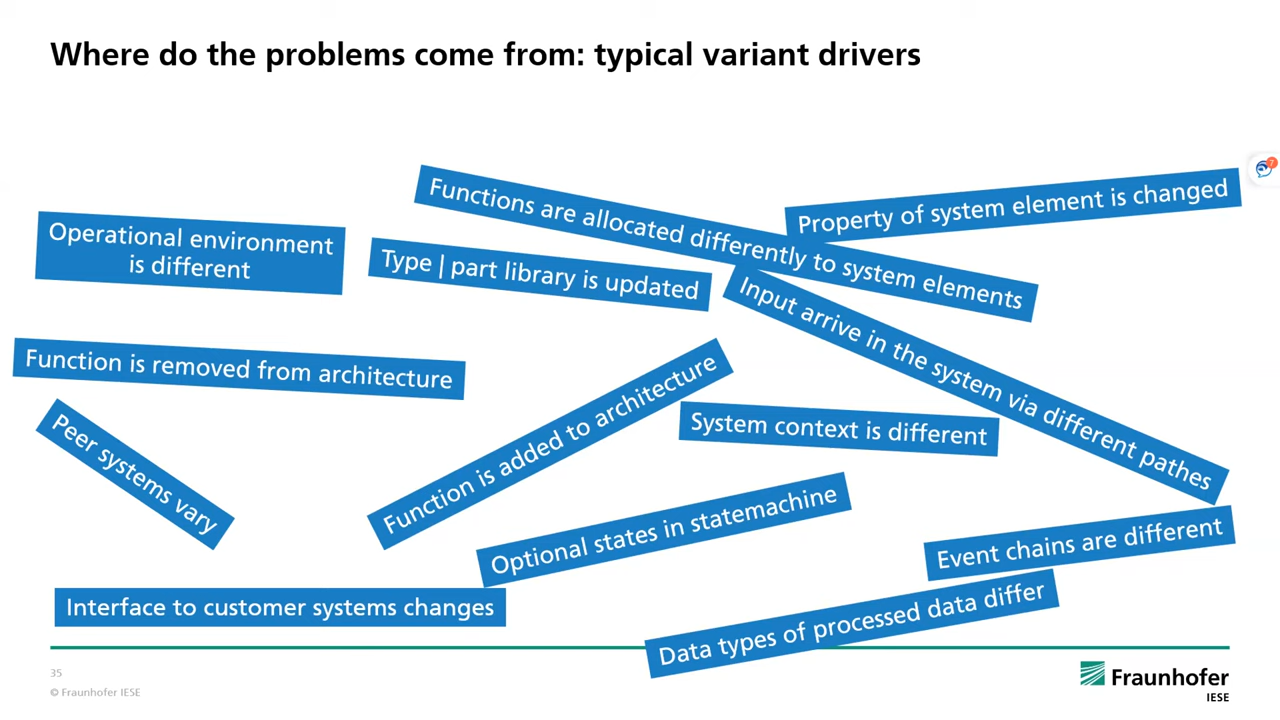 Where do the problems come from: typical variant drivers
Functions are allocated differently to system elements
Property of system element is changed
7
Operational environment
is different
Type | part library is updated
Input arrive in the system via different pathes
Function is removed from architecture
Function is added to architecture
System context is different
Peer systems vary
Optional states in statemachine
Event chains are different
Interface to customer systems changes
Data types of processed data differ
35
© Fraunhofer IESE
Fraunhofer
IESE